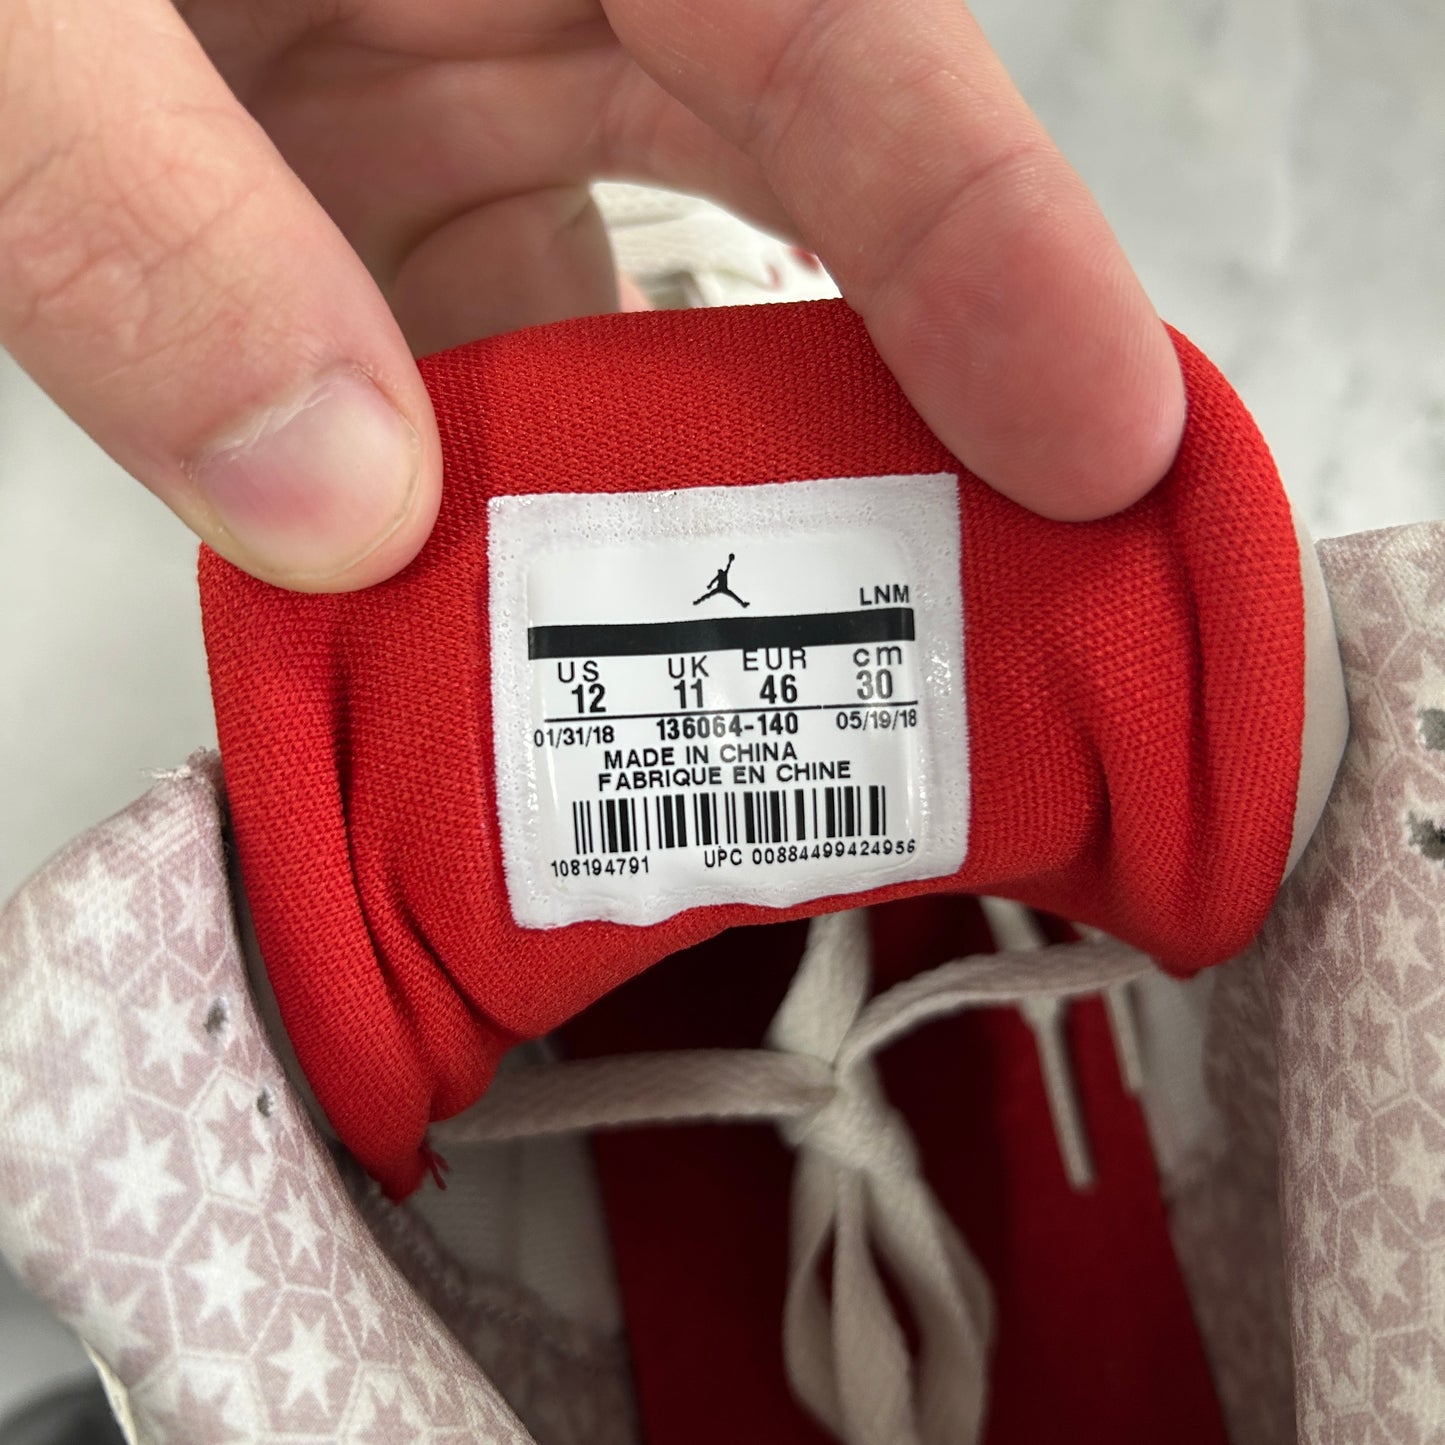 LNM
US UK EUR cm
12 11 46 30
01/31/18 136064-140 05/19/18
MADE IN CHINA
FABRIQUE EN CHINE
108194791 UPC 00884499424956